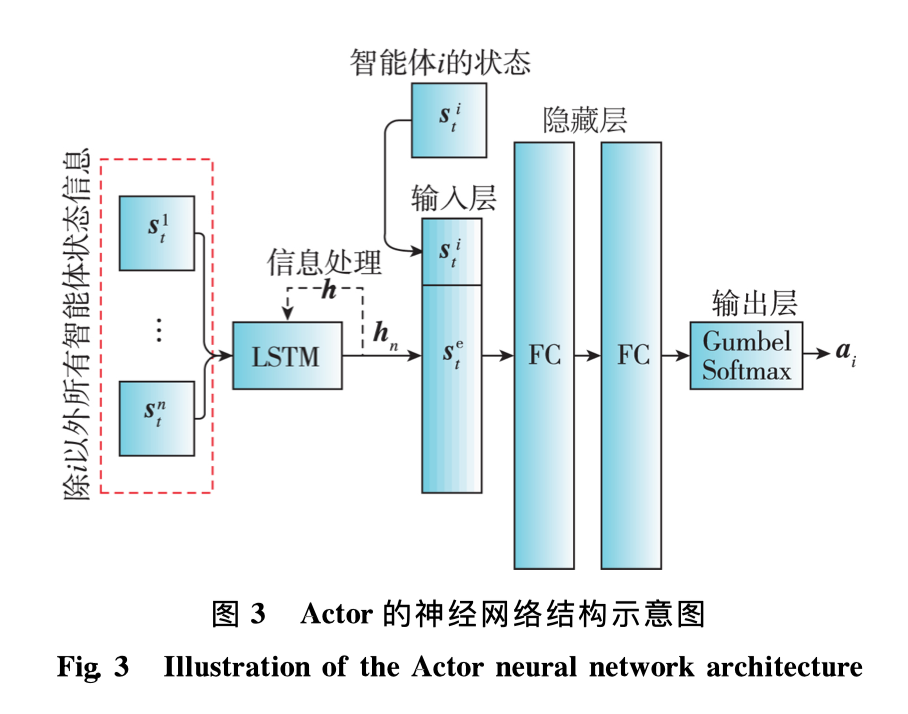 智能体i的状态
s_t^i
隐藏层
除i以外所有智能体状态信息
s_t^1
⋮
s_t^n
信息处理
h
LSTM
h_n
输入层
s_t^i
s_t^e
FC
FC
输出层
Gumbel
Softmax
a_i
图 3 Actor 的神经网络结构示意图
Fig. 3 Illustration of the Actor neural network architecture